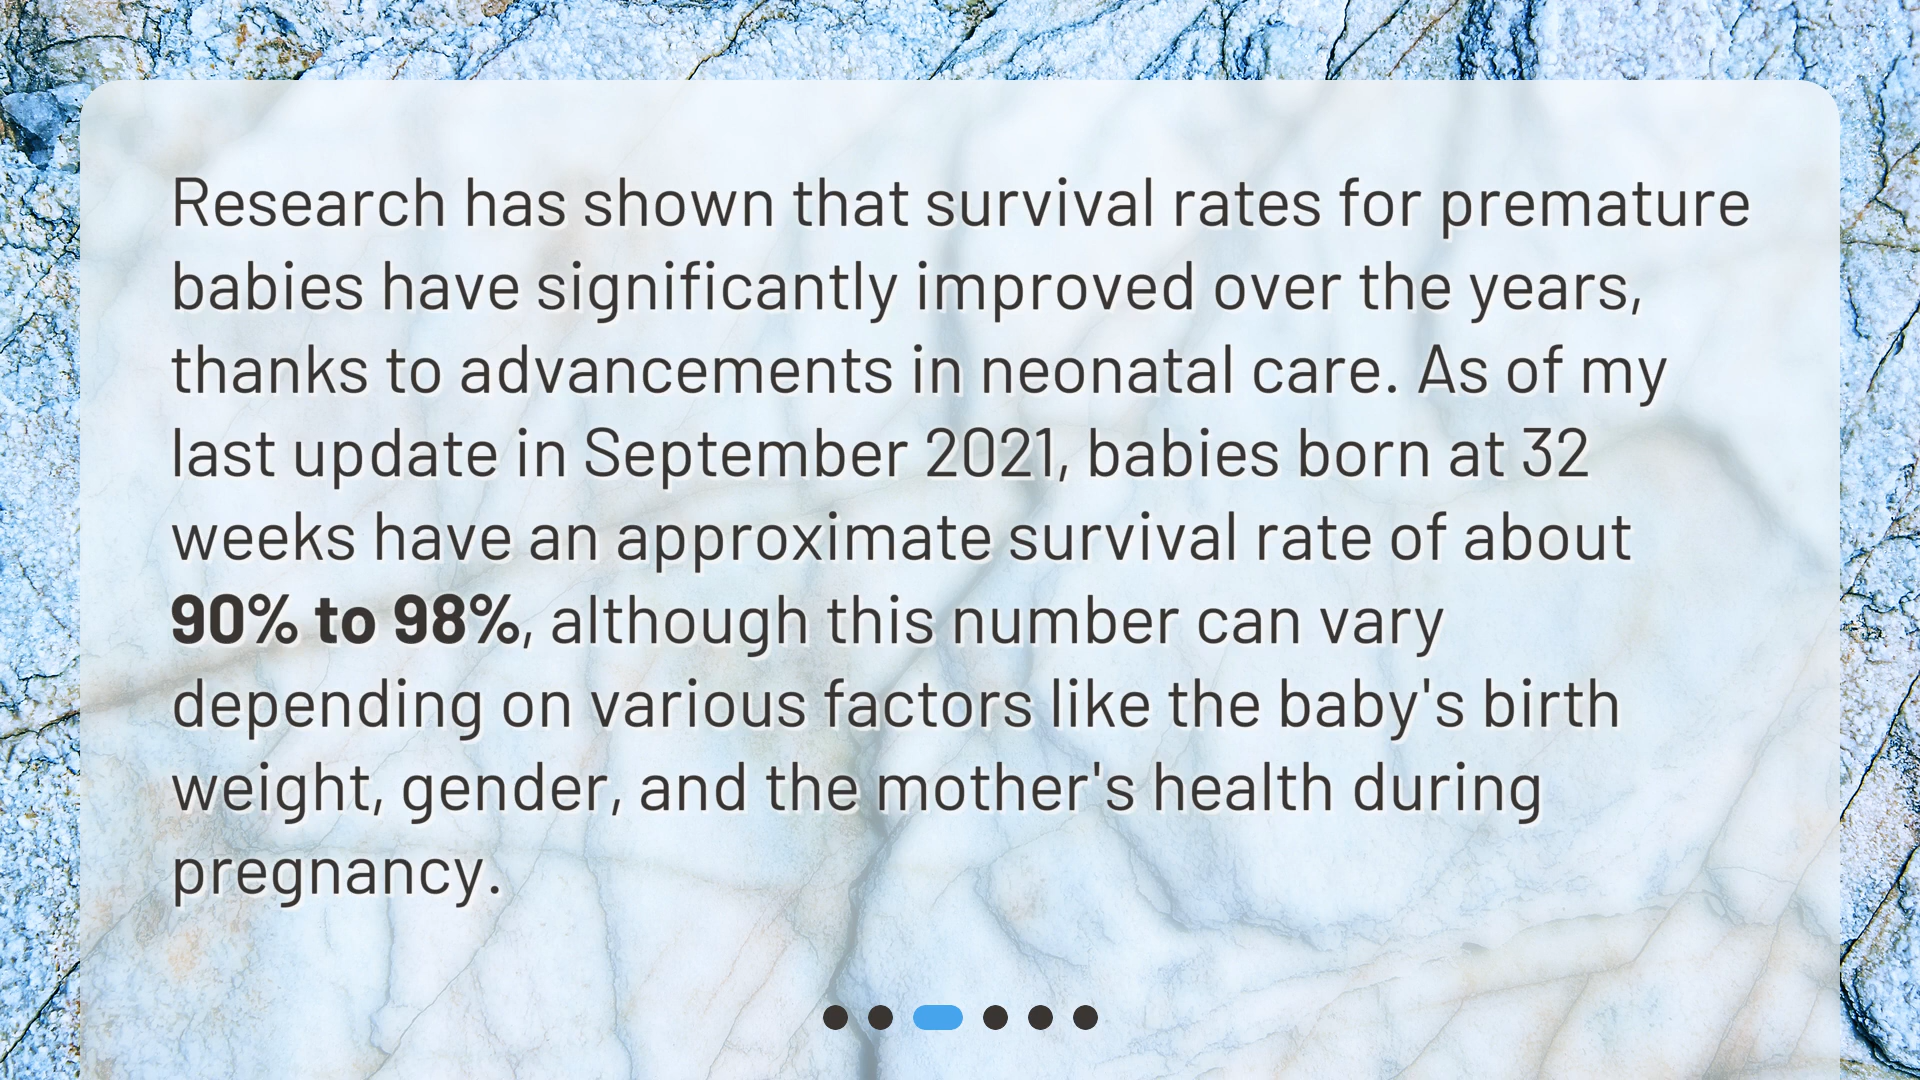 Research has shown that survival rates for premature
babies have significantly improved over the years,
thanks to advancements in neonatal care. As of my
last update in September 2021, babies born at 32
weeks have an approximate survival rate of about
90% to 98%, although this number can vary
depending on various factors like the baby's birth
weight, gender, and the mother's health during
pregnancy.